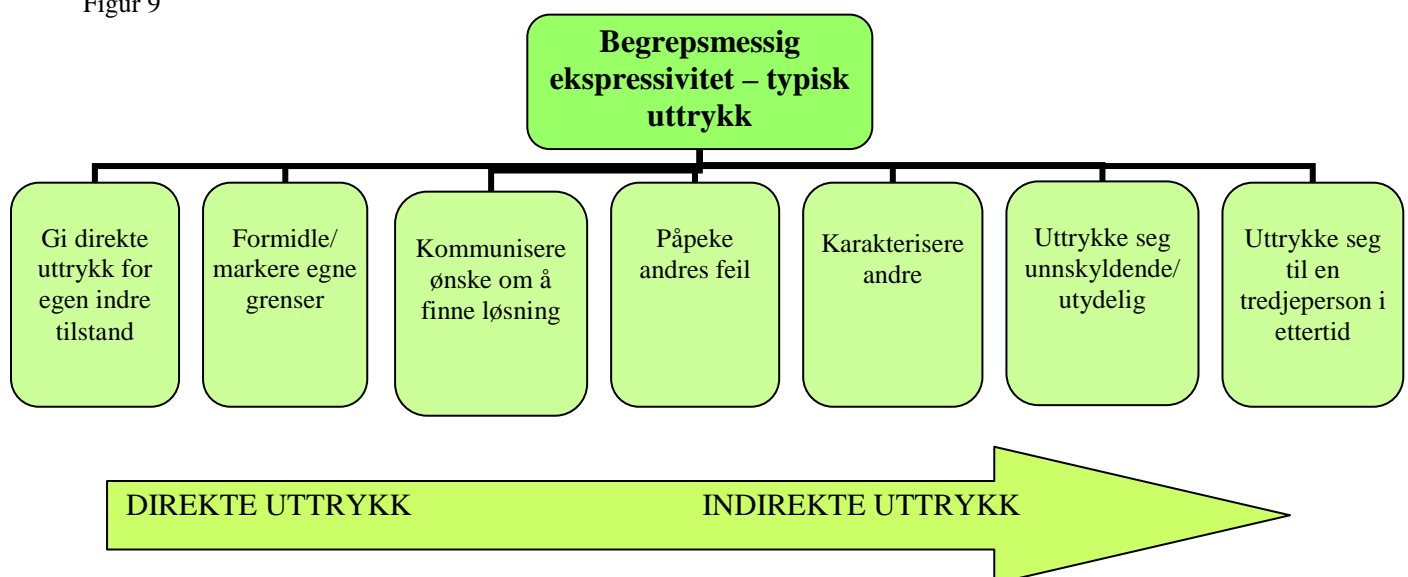 Figur 9
Begrepsmessig
ekspressivitet – typisk
uttrykk
Gi direkte
uttrykk for
egen indre
tilstand
Formidle/
markere egne
grenser
Kommunisere
ønske om å
finne løsning
Påpeke
andres feil
Karakterisere
andre
Uttrykke seg
unnskyldende/
utydelig
Uttrykke seg
til en
tredjeperson i
ettertid
DIREKTE UTTRYKK
INDIREKTE UTTRYKK